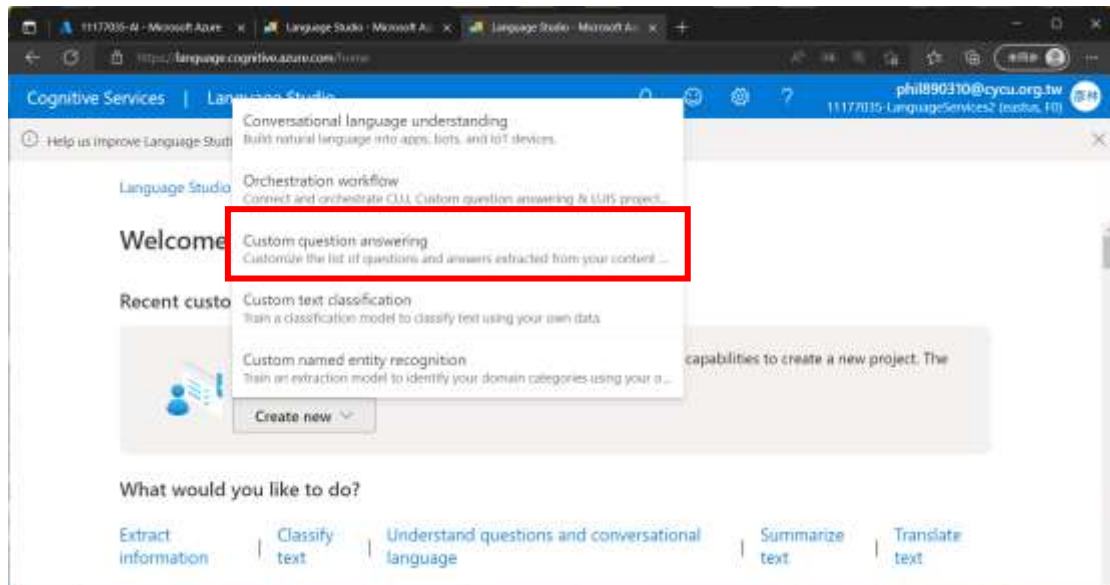 11177035-AI - Microsoft Azure
Language Studio - Microsoft A
Language Studio - Microsoft A
https://language.cognitive.azure.com/home
Cognitive Services | Language Studio
phil890310@cycu.org.tw
11177035-LanguageServices2 (eastus, F0)
Help us improve Language Studi
Language Studio
Welcome
Recent custo
Conversational language understanding
Build natural language into apps, bots, and IoT devices.
Orchestration workflow
Connect and orchestrate CLU, Custom question answering & LUIS project...
Custom question answering
Customize the list of questions and answers extracted from your content ...
Custom text classification
Train a classification model to classify text using your own data.
Custom named entity recognition
Train an extraction model to identify your domain categories using your o...
capabilities to create a new project. The
Create new
What would you like to do?
Extract information | Classify text | Understand questions and conversational language | Summarize text | Translate text